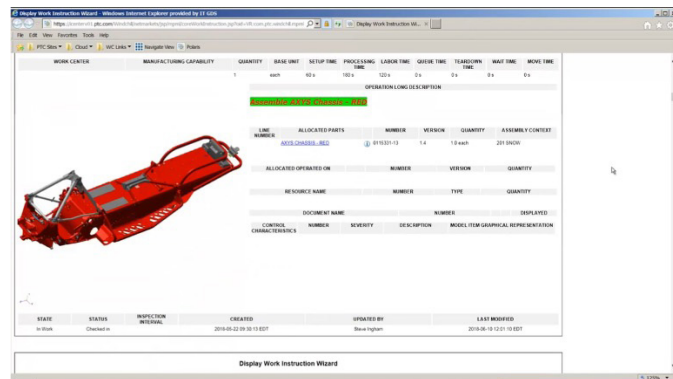 Display Work Instruction Wizard - Windows Internet Explorer provided by IT GDS
Display Work Instruction Wi...
File Edit View Favorites Tools Help
PTC Sites Cloud WC Links Navigate View Polaris
WORK CENTER MANUFACTURING CAPABILITY QUANTITY BASE UNIT SETUP TIME PROCESSING TIME LABOR TIME QUEUE TIME TEARDOWN TIME WAIT TIME MOVE TIME
1 each 60 s 160 s 120 s 0 s 0 s 0 s 0 s
OPERATION LONG DESCRIPTION
Assemble AXYS Chassis - RED
LINE NUMBER ALLOCATED PARTS NUMBER VERSION QUANTITY ASSEMBLY CONTEXT
AXYS CHASSIS - RED 1.4 1.0 each 201 SNOW
ALLOCATED OPERATED ON NUMBER VERSION QUANTITY
RESOURCE NAME NUMBER TYPE QUANTITY
DOCUMENT NAME NUMBER DISPLAYED
CONTROL CHARACTERISTICS NUMBER SEVERITY DESCRIPTION MODEL ITEM GRAPHICAL REPRESENTATION
STATE STATUS INSPECTION INTERVAL CREATED UPDATED BY LAST MODIFIED
In Work Checked in Steve Ingham
Display Work Instruction Wizard